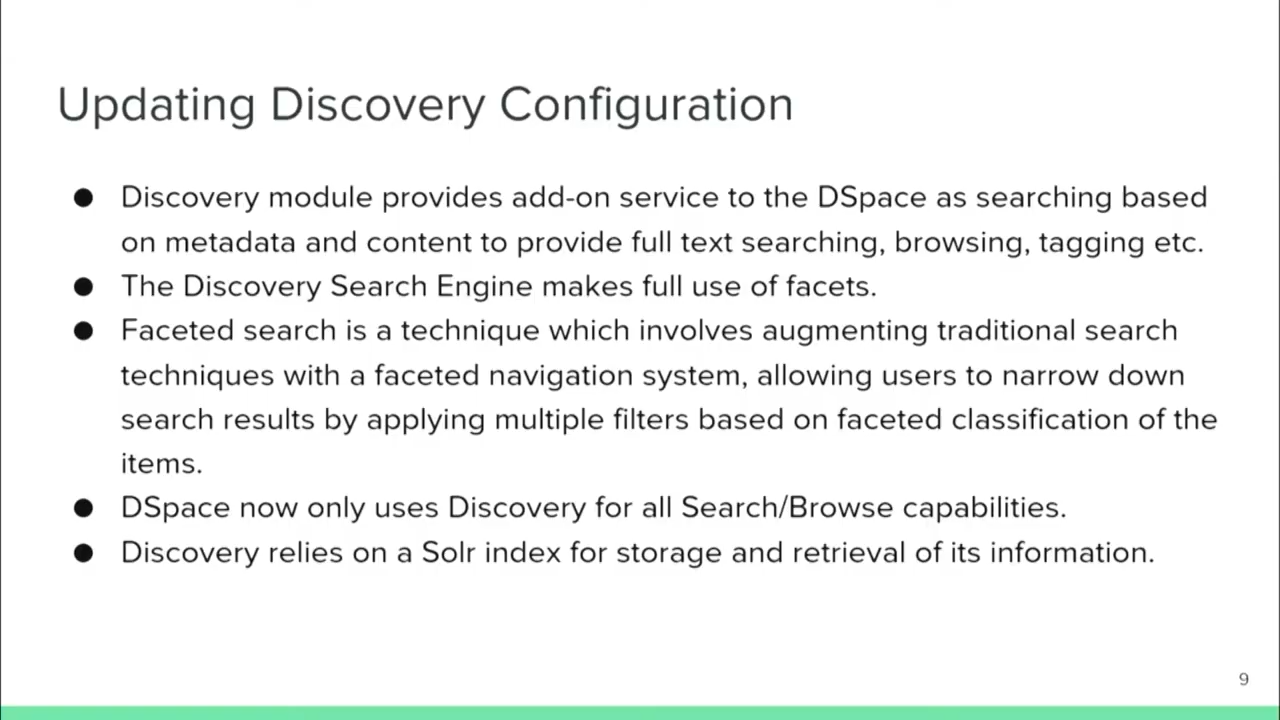 Updating Discovery Configuration
● Discovery module provides add-on service to the DSpace as searching based
on metadata and content to provide full text searching, browsing, tagging etc.
● The Discovery Search Engine makes full use of facets.
● Faceted search is a technique which involves augmenting traditional search
techniques with a faceted navigation system, allowing users to narrow down
search results by applying multiple filters based on faceted classification of the
items.
● DSpace now only uses Discovery for all Search/Browse capabilities.
● Discovery relies on a Solr index for storage and retrieval of its information.
9